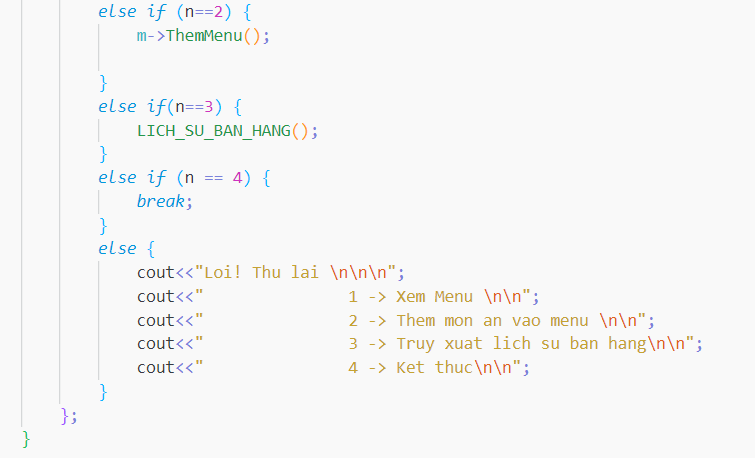 else if (n==2) {
m->ThemMenu();
}
else if(n==3) {
LICH_SU_BAN_HANG();
}
else if (n == 4) {
break;
}
else {
cout<<"Loi! Thu lai \n\n\n";
cout<<"               1 -> Xem Menu \n\n";
cout<<"               2 -> Them mon an vao menu \n\n";
cout<<"               3 -> Truy xuat lich su ban hang\n\n";
cout<<"               4 -> Ket thuc\n\n";
}
};
}